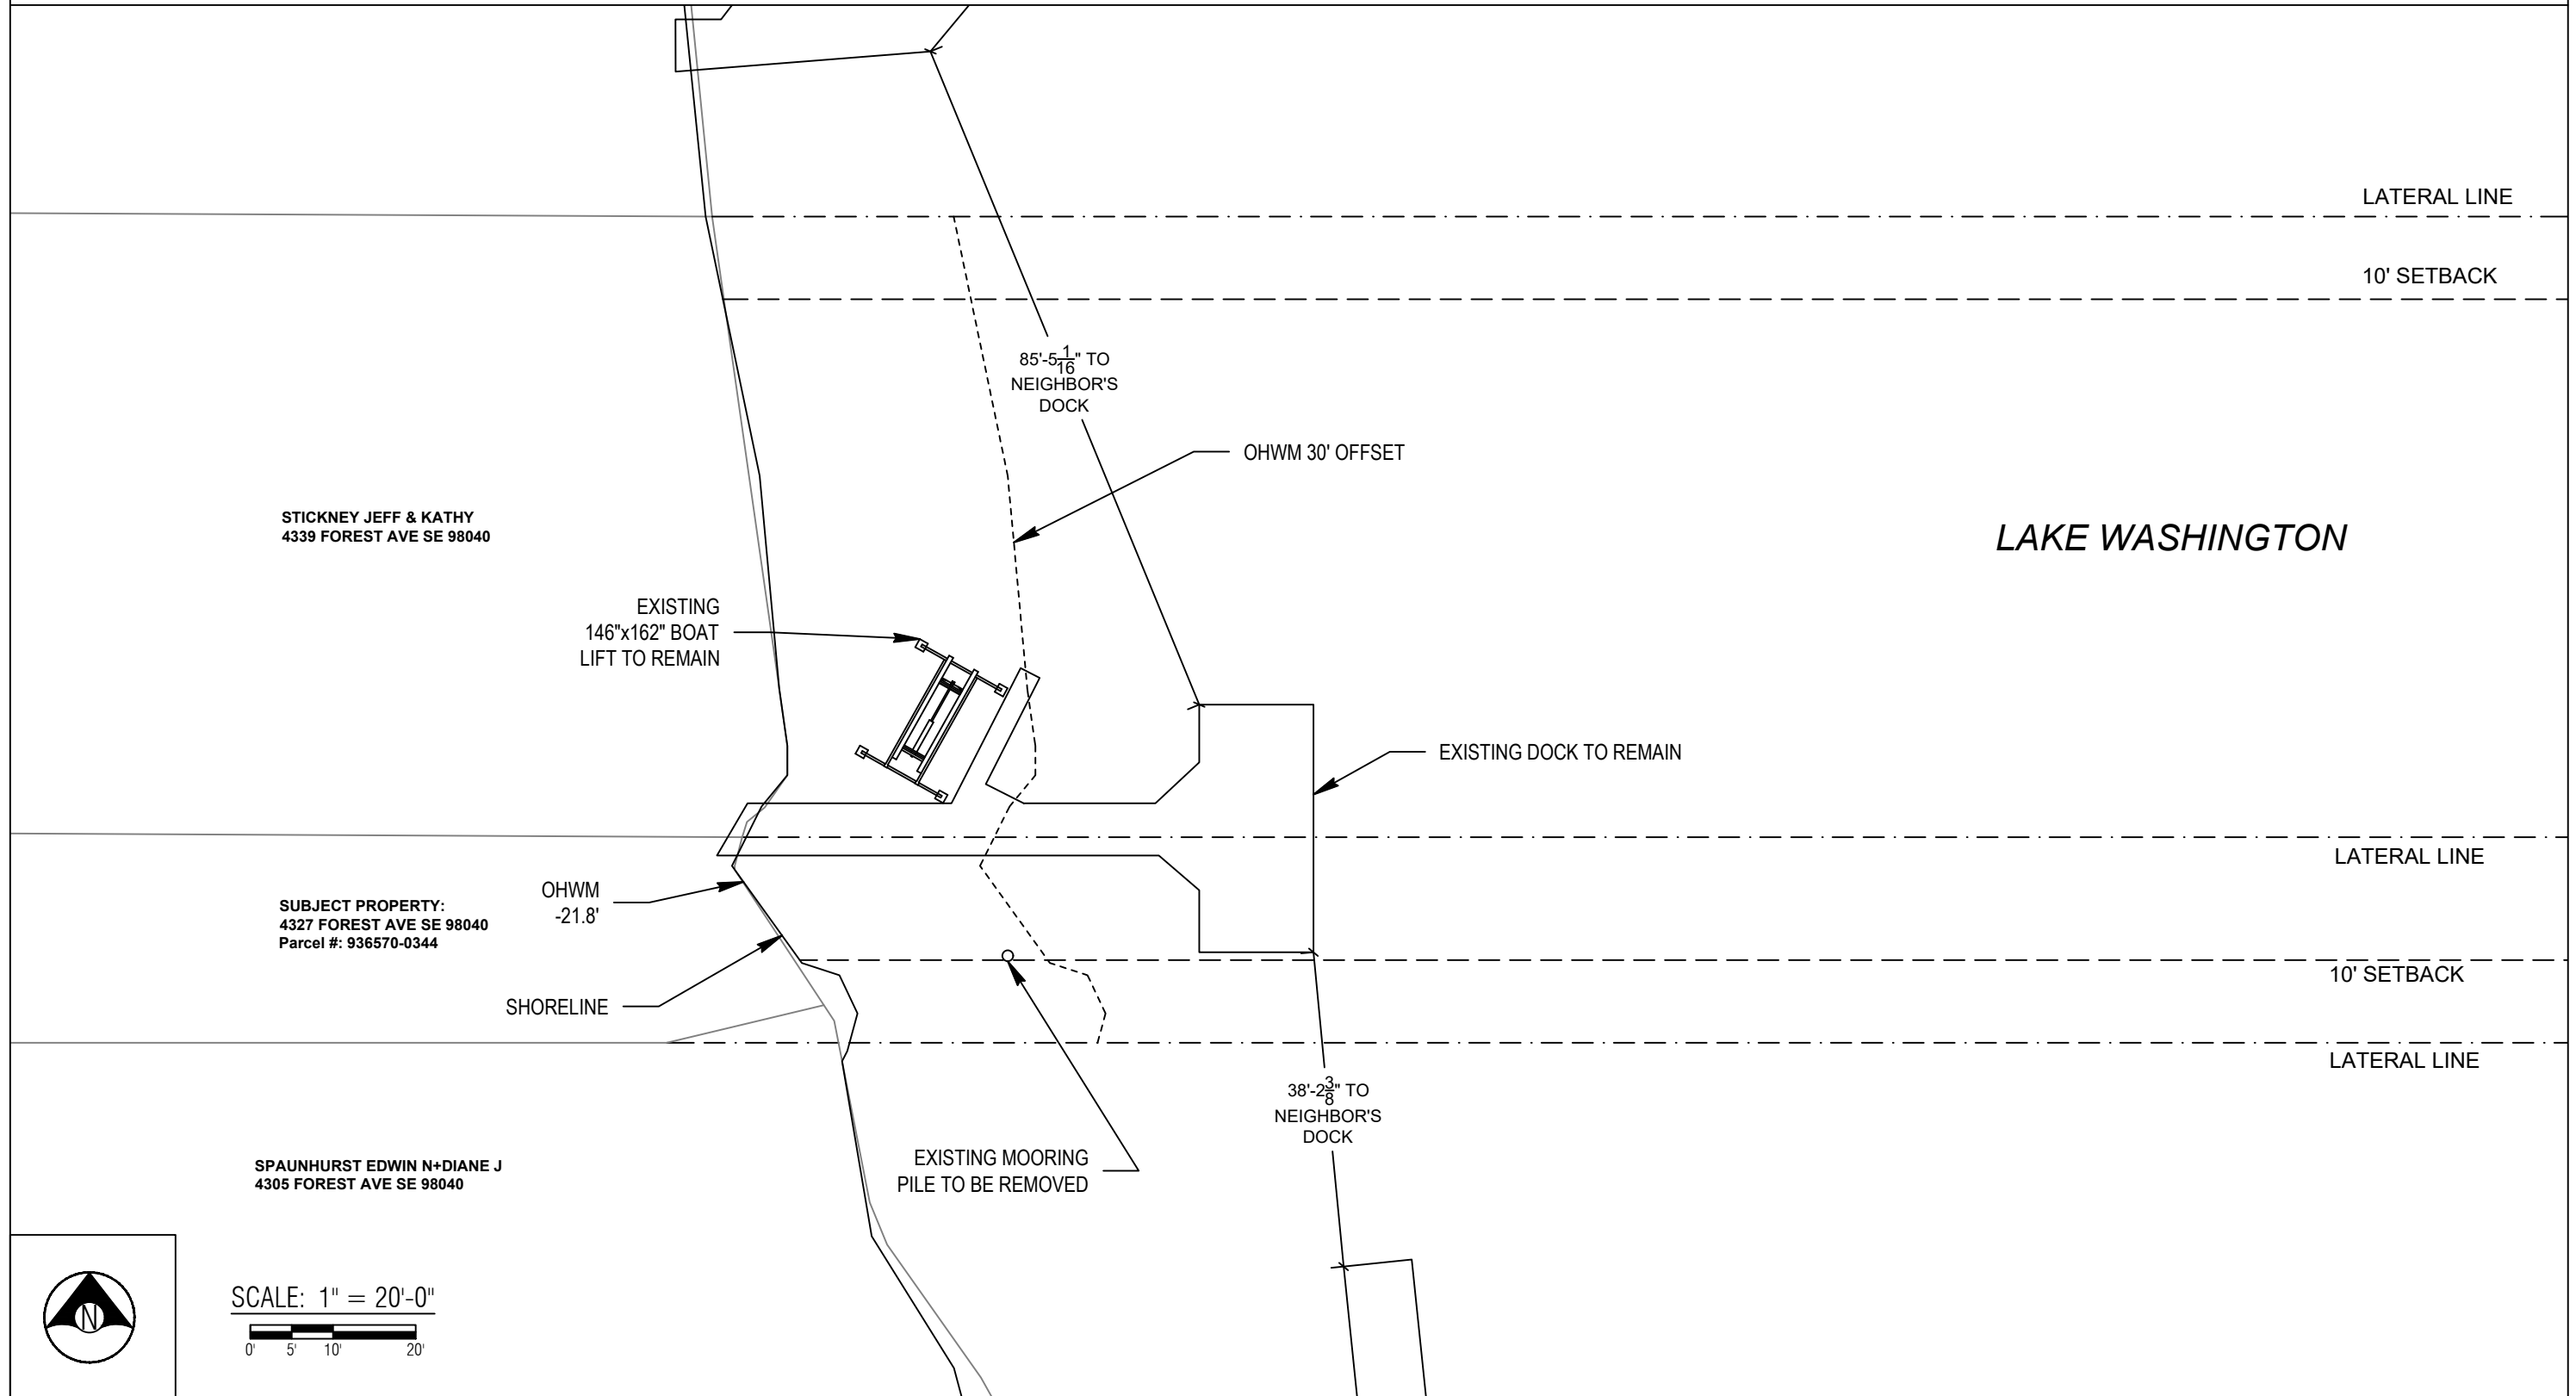 LATERAL LINE
10' SETBACK
85'-5 1/16" TO
NEIGHBOR'S
DOCK
OHWM 30' OFFSET
STICKNEY JEFF & KATHY
4339 FOREST AVE SE 98040
LAKE WASHINGTON
EXISTING
146"x162" BOAT
LIFT TO REMAIN
EXISTING DOCK TO REMAIN
LATERAL LINE
OHWM
-21.8'
SUBJECT PROPERTY:
4327 FOREST AVE SE 98040
Parcel #: 936570-0344
10' SETBACK
SHORELINE
LATERAL LINE
38'-2 3/8" TO
NEIGHBOR'S
DOCK
EXISTING MOORING
PILE TO BE REMOVED
SPAUNHURST EDWIN N+DIANE J
4305 FOREST AVE SE 98040
N
SCALE: 1" = 20'-0"
0' 5' 10' 20'